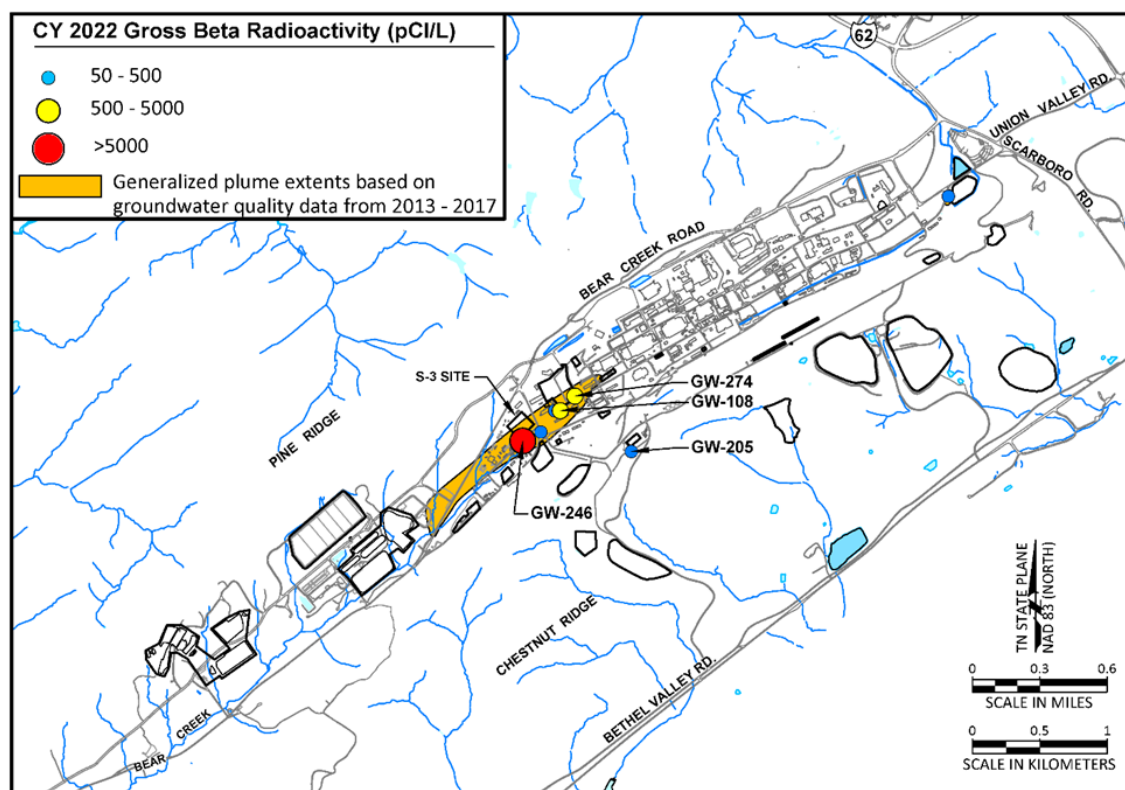 CY 2022 Gross Beta Radioactivity (pCI/L)
50 - 500
500 - 5000
>5000
Generalized plume extents based on
groundwater quality data from 2013 - 2017
62
UNION VALLEY RD.
SCARBORO RD.
BEAR CREEK ROAD
S-3 SITE
GW-274
GW-108
GW-205
GW-246
PINE RIDGE
CHESTNUT RIDGE
BETHEL VALLEY RD.
BEAR CREEK
TN STATE PLANE
NAD 83 (NORTH)
0 0.3 0.6
SCALE IN MILES
0 0.5 1
SCALE IN KILOMETERS